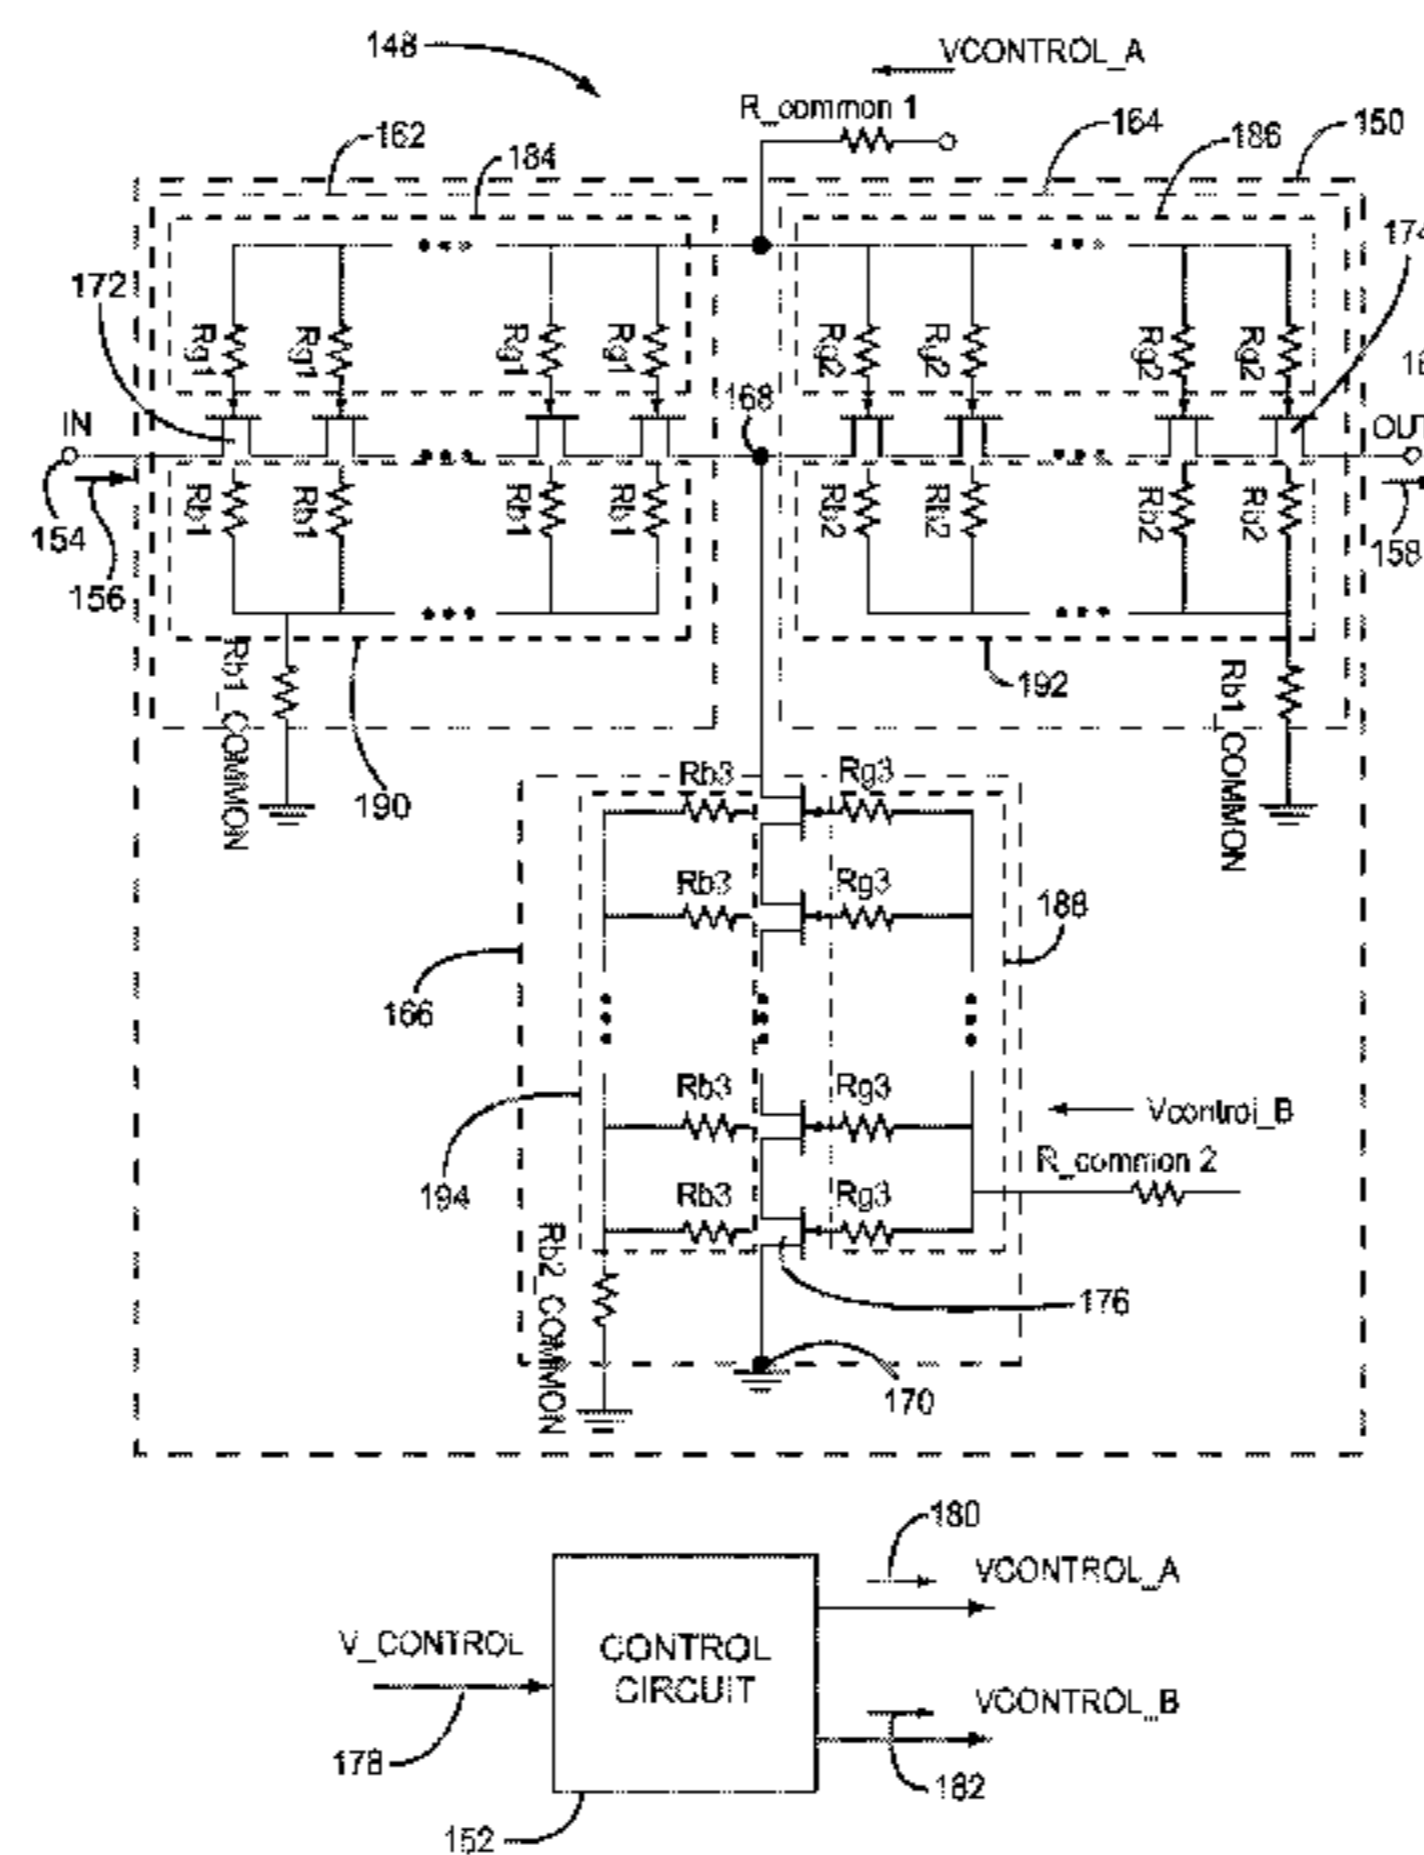 148
VCONTROL_A
R_common 1
162
184
164
186
150
174
172
Rg1
Rg1
Rg1
Rg1
Rg2
Rg2
Rg2
Rg2
IN
168
OUT
154
156
Rb1
Rb1
Rb1
Rb1
Rb2
Rb2
Rb2
Rb2
158
Rb1_COMMON
190
192
Rb1_COMMON
Rb3
Rg3
Rb3
Rg3
188
166
Rb3
Rg3
Vcontrol_B
R_common 2
194
Rb3
Rg3
Rb2_COMMON
176
170
180
VCONTROL_A
V_CONTROL
CONTROL
CIRCUIT
VCONTROL_B
178
182
152